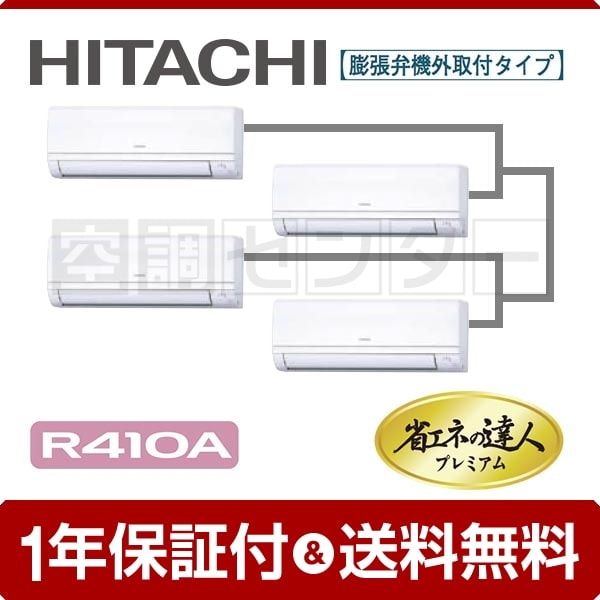 HITACHI
【膨張弁機外取付タイプ】
空調センター
R410A
省エネの達人
プレミアム
1年保証付&送料無料